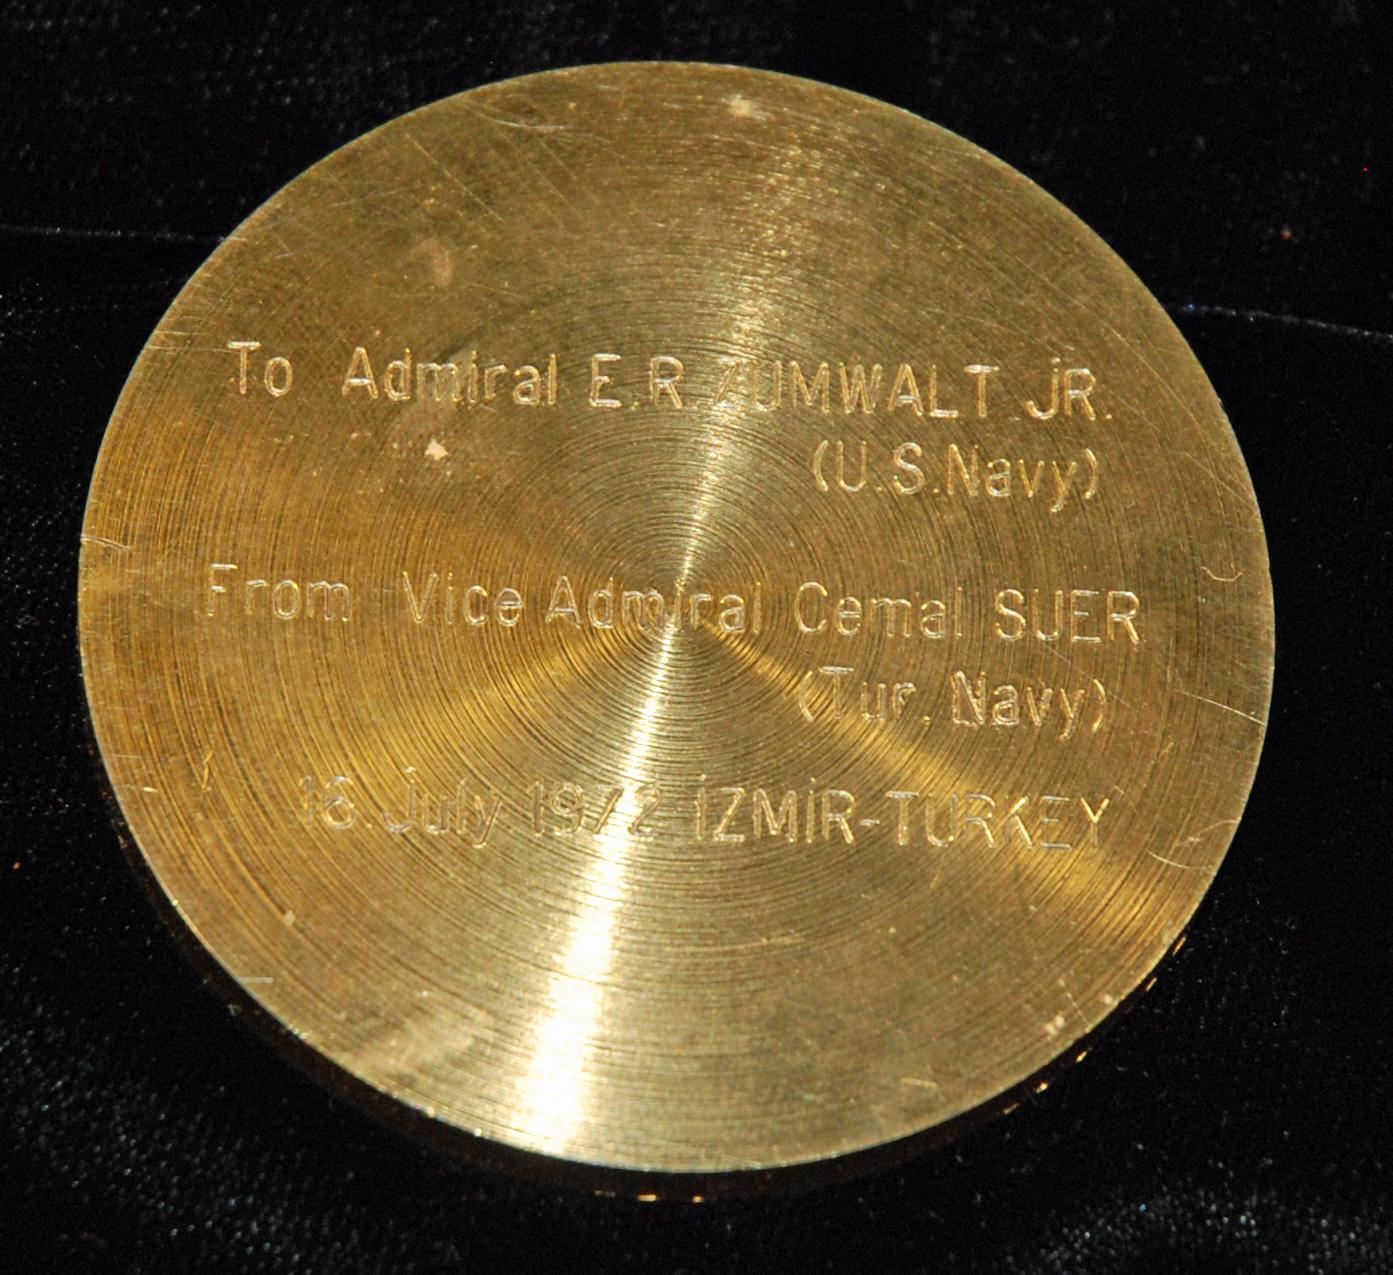 To Admiral E.R ZUMWALT JR.
(U.S.Navy)
From Vice Admiral Cemal SUER
(Tur. Navy)
16 July 1972 İZMİR-TURKEY